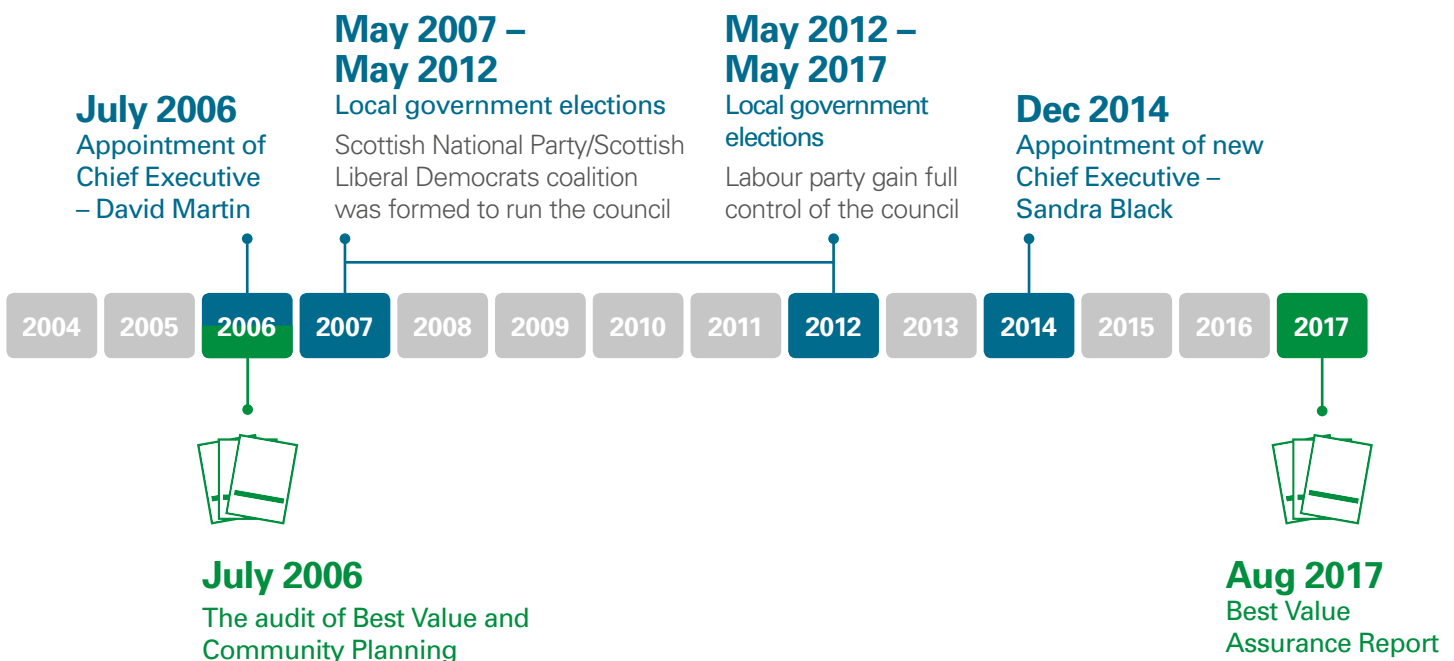 July 2006
Appointment of
Chief Executive
– David Martin
May 2007 –
May 2012
Local government elections
Scottish National Party/Scottish
Liberal Democrats coalition
was formed to run the council
May 2012 –
May 2017
Local government
elections
Labour party gain full
control of the council
Dec 2014
Appointment of new
Chief Executive –
Sandra Black
2004 2005 2006 2007 2008 2009 2010 2011 2012 2013 2014 2015 2016 2017
July 2006
The audit of Best Value and
Community Planning
Aug 2017
Best Value
Assurance Report